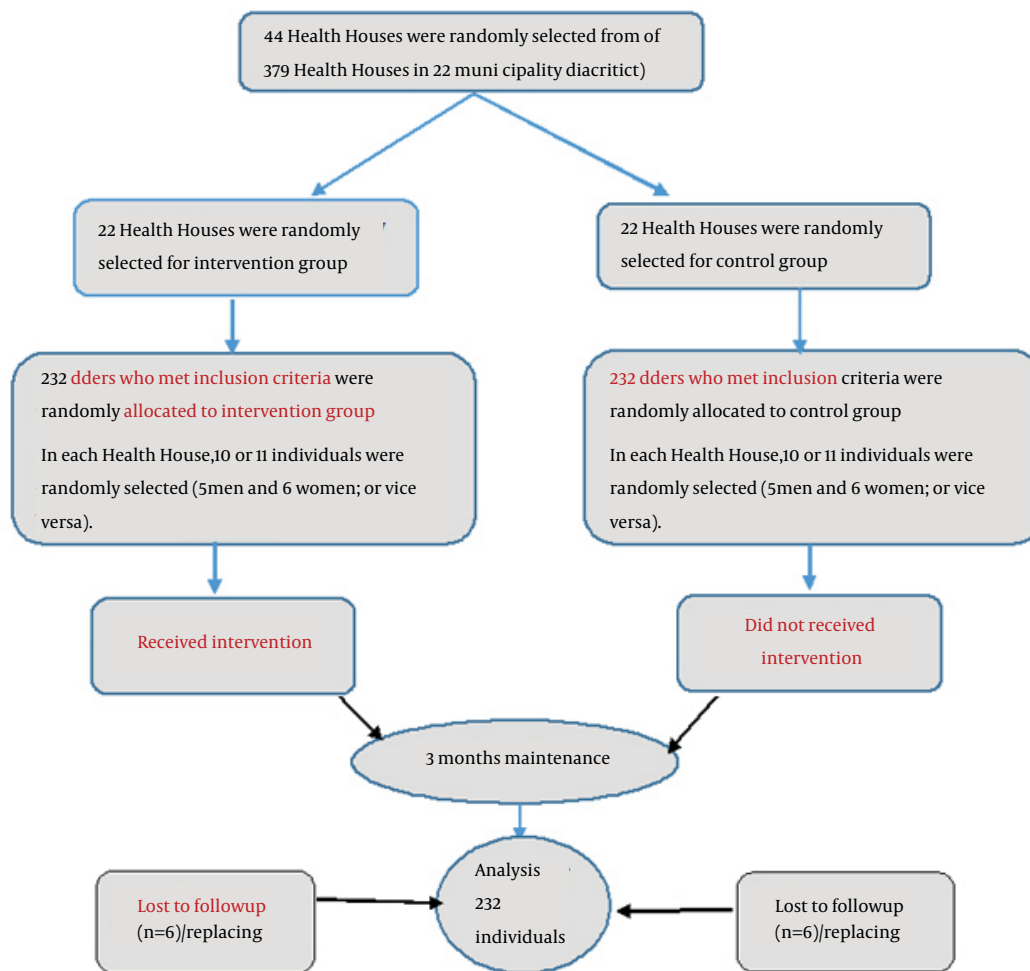 44 Health Houses were randomly selected from of
379 Health Houses in 22 muni cipality diacritict)
22 Health Houses were randomly
selected for intervention group
22 Health Houses were randomly
selected for control group
232 dders who met inclusion criteria were
randomly allocated to intervention group
In each Health House,10 or 11 individuals were
randomly selected (5men and 6 women; or vice
versa).
232 dders who met inclusion criteria were
randomly allocated to control group
In each Health House,10 or 11 individuals were
randomly selected (5men and 6 women; or vice
versa).
Received intervention
Did not received
intervention
3 months maintenance
Analysis
232
individuals
Lost to followup
(n=6)/replacing
Lost to followup
(n=6)/replacing